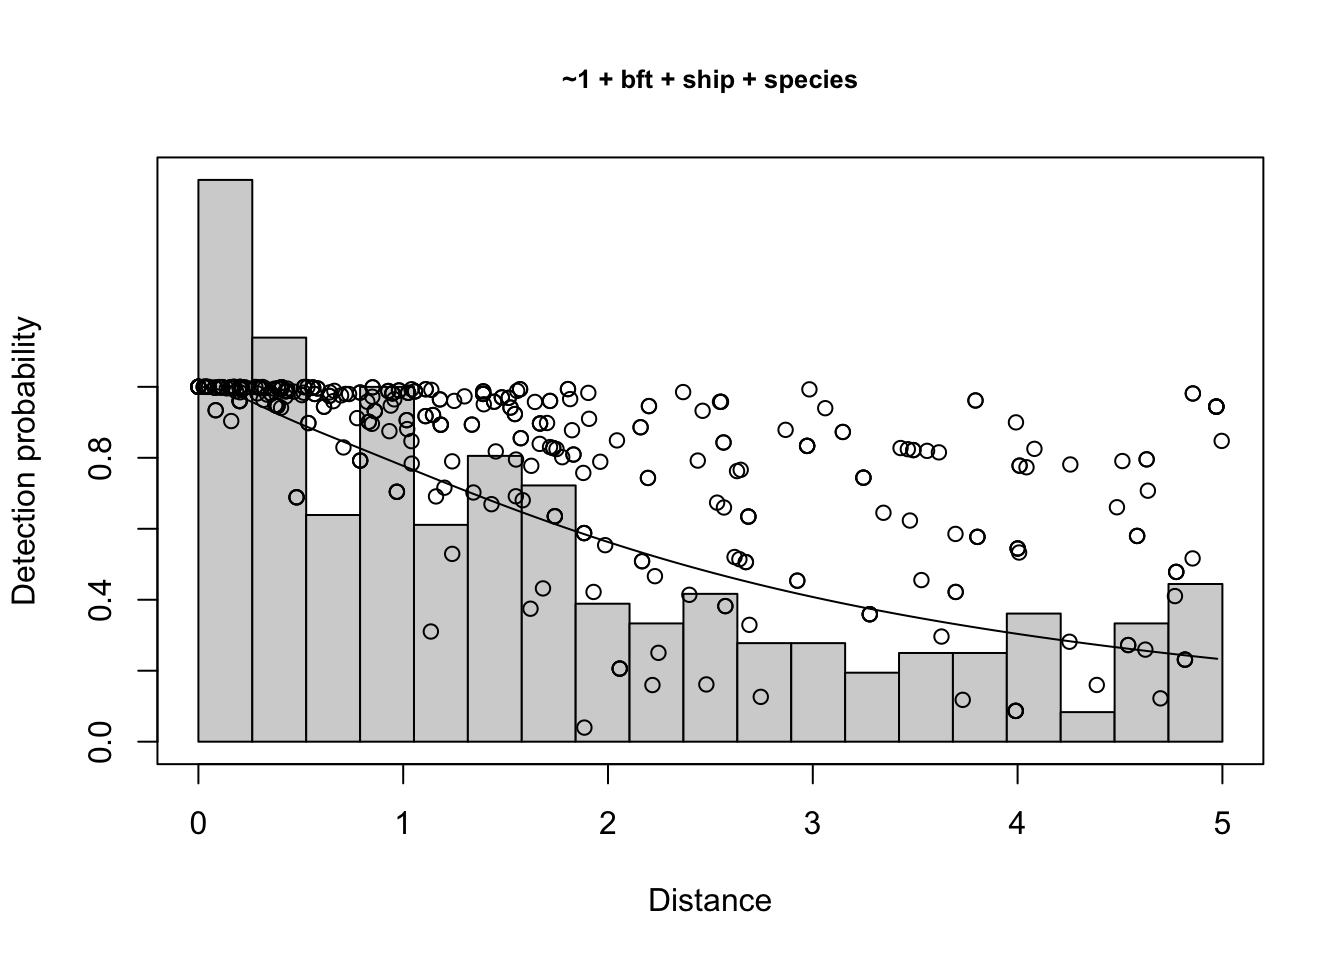 ~1 + bft + ship + species
Detection probability
0.8
0.4
0.0
0 1 2 3 4 5
Distance